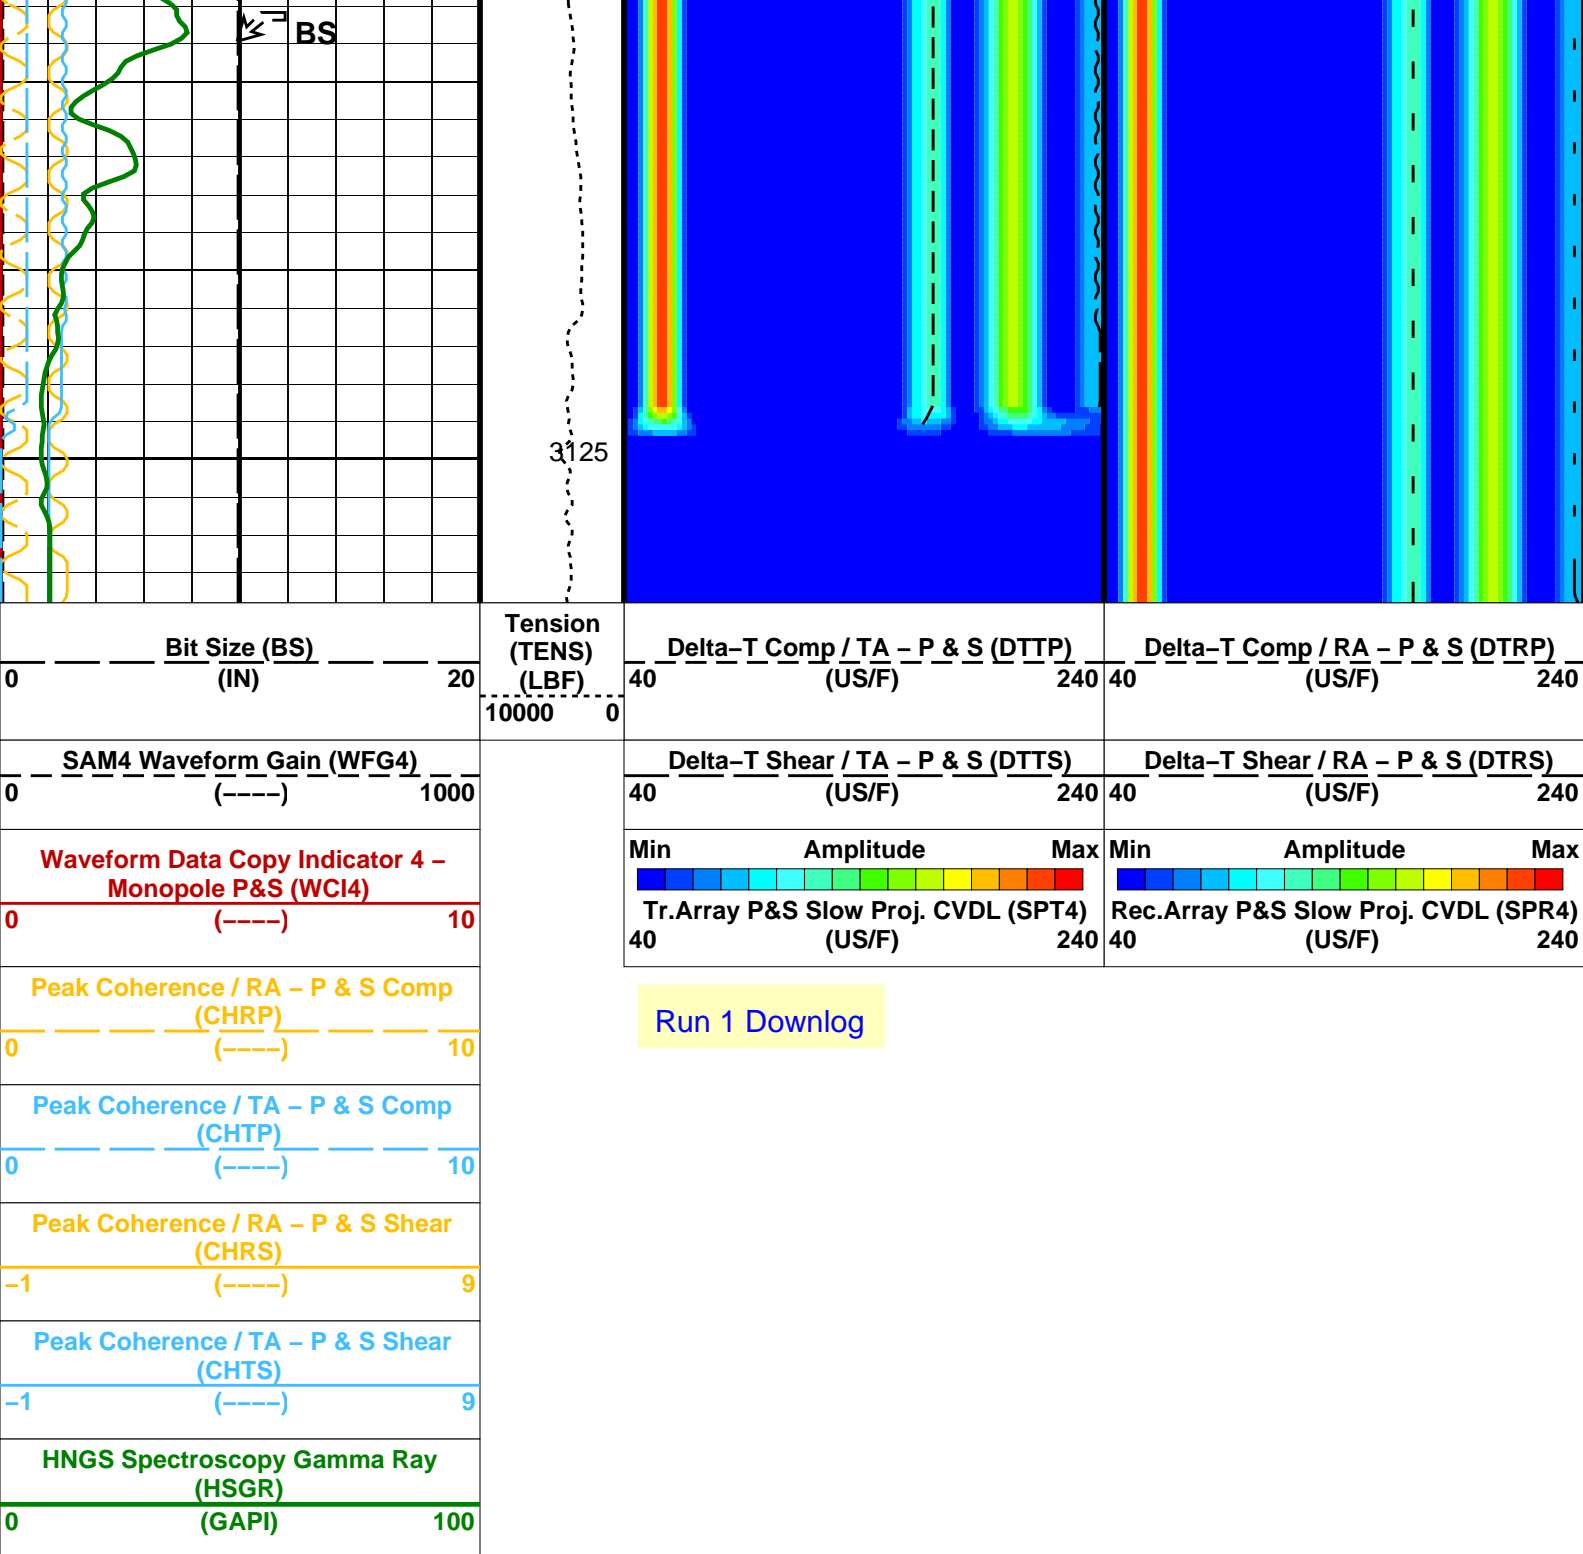 BS
3125
Bit Size (BS)
0 (IN) 20
Tension
(TENS)
(LBF)
10000 0
Delta–T Comp / TA – P & S (DTTP)
40 (US/F) 240
Delta–T Comp / RA – P & S (DTRP)
40 (US/F) 240
SAM4 Waveform Gain (WFG4)
0 (––––) 1000
Delta–T Shear / TA – P & S (DTTS)
40 (US/F) 240
Delta–T Shear / RA – P & S (DTRS)
40 (US/F) 240
Waveform Data Copy Indicator 4 –
Monopole P&S (WCI4)
0 (––––) 10
Min Amplitude Max
Tr.Array P&S Slow Proj. CVDL (SPT4)
40 (US/F) 240
Min Amplitude Max
Rec.Array P&S Slow Proj. CVDL (SPR4)
40 (US/F) 240
Peak Coherence / RA – P & S Comp
(CHRP)
0 (––––) 10
Run 1 Downlog
Peak Coherence / TA – P & S Comp
(CHTP)
0 (––––) 10
Peak Coherence / RA – P & S Shear
(CHRS)
–1 (––––) 9
Peak Coherence / TA – P & S Shear
(CHTS)
–1 (––––) 9
HNGS Spectroscopy Gamma Ray
(HSGR)
0 (GAPI) 100